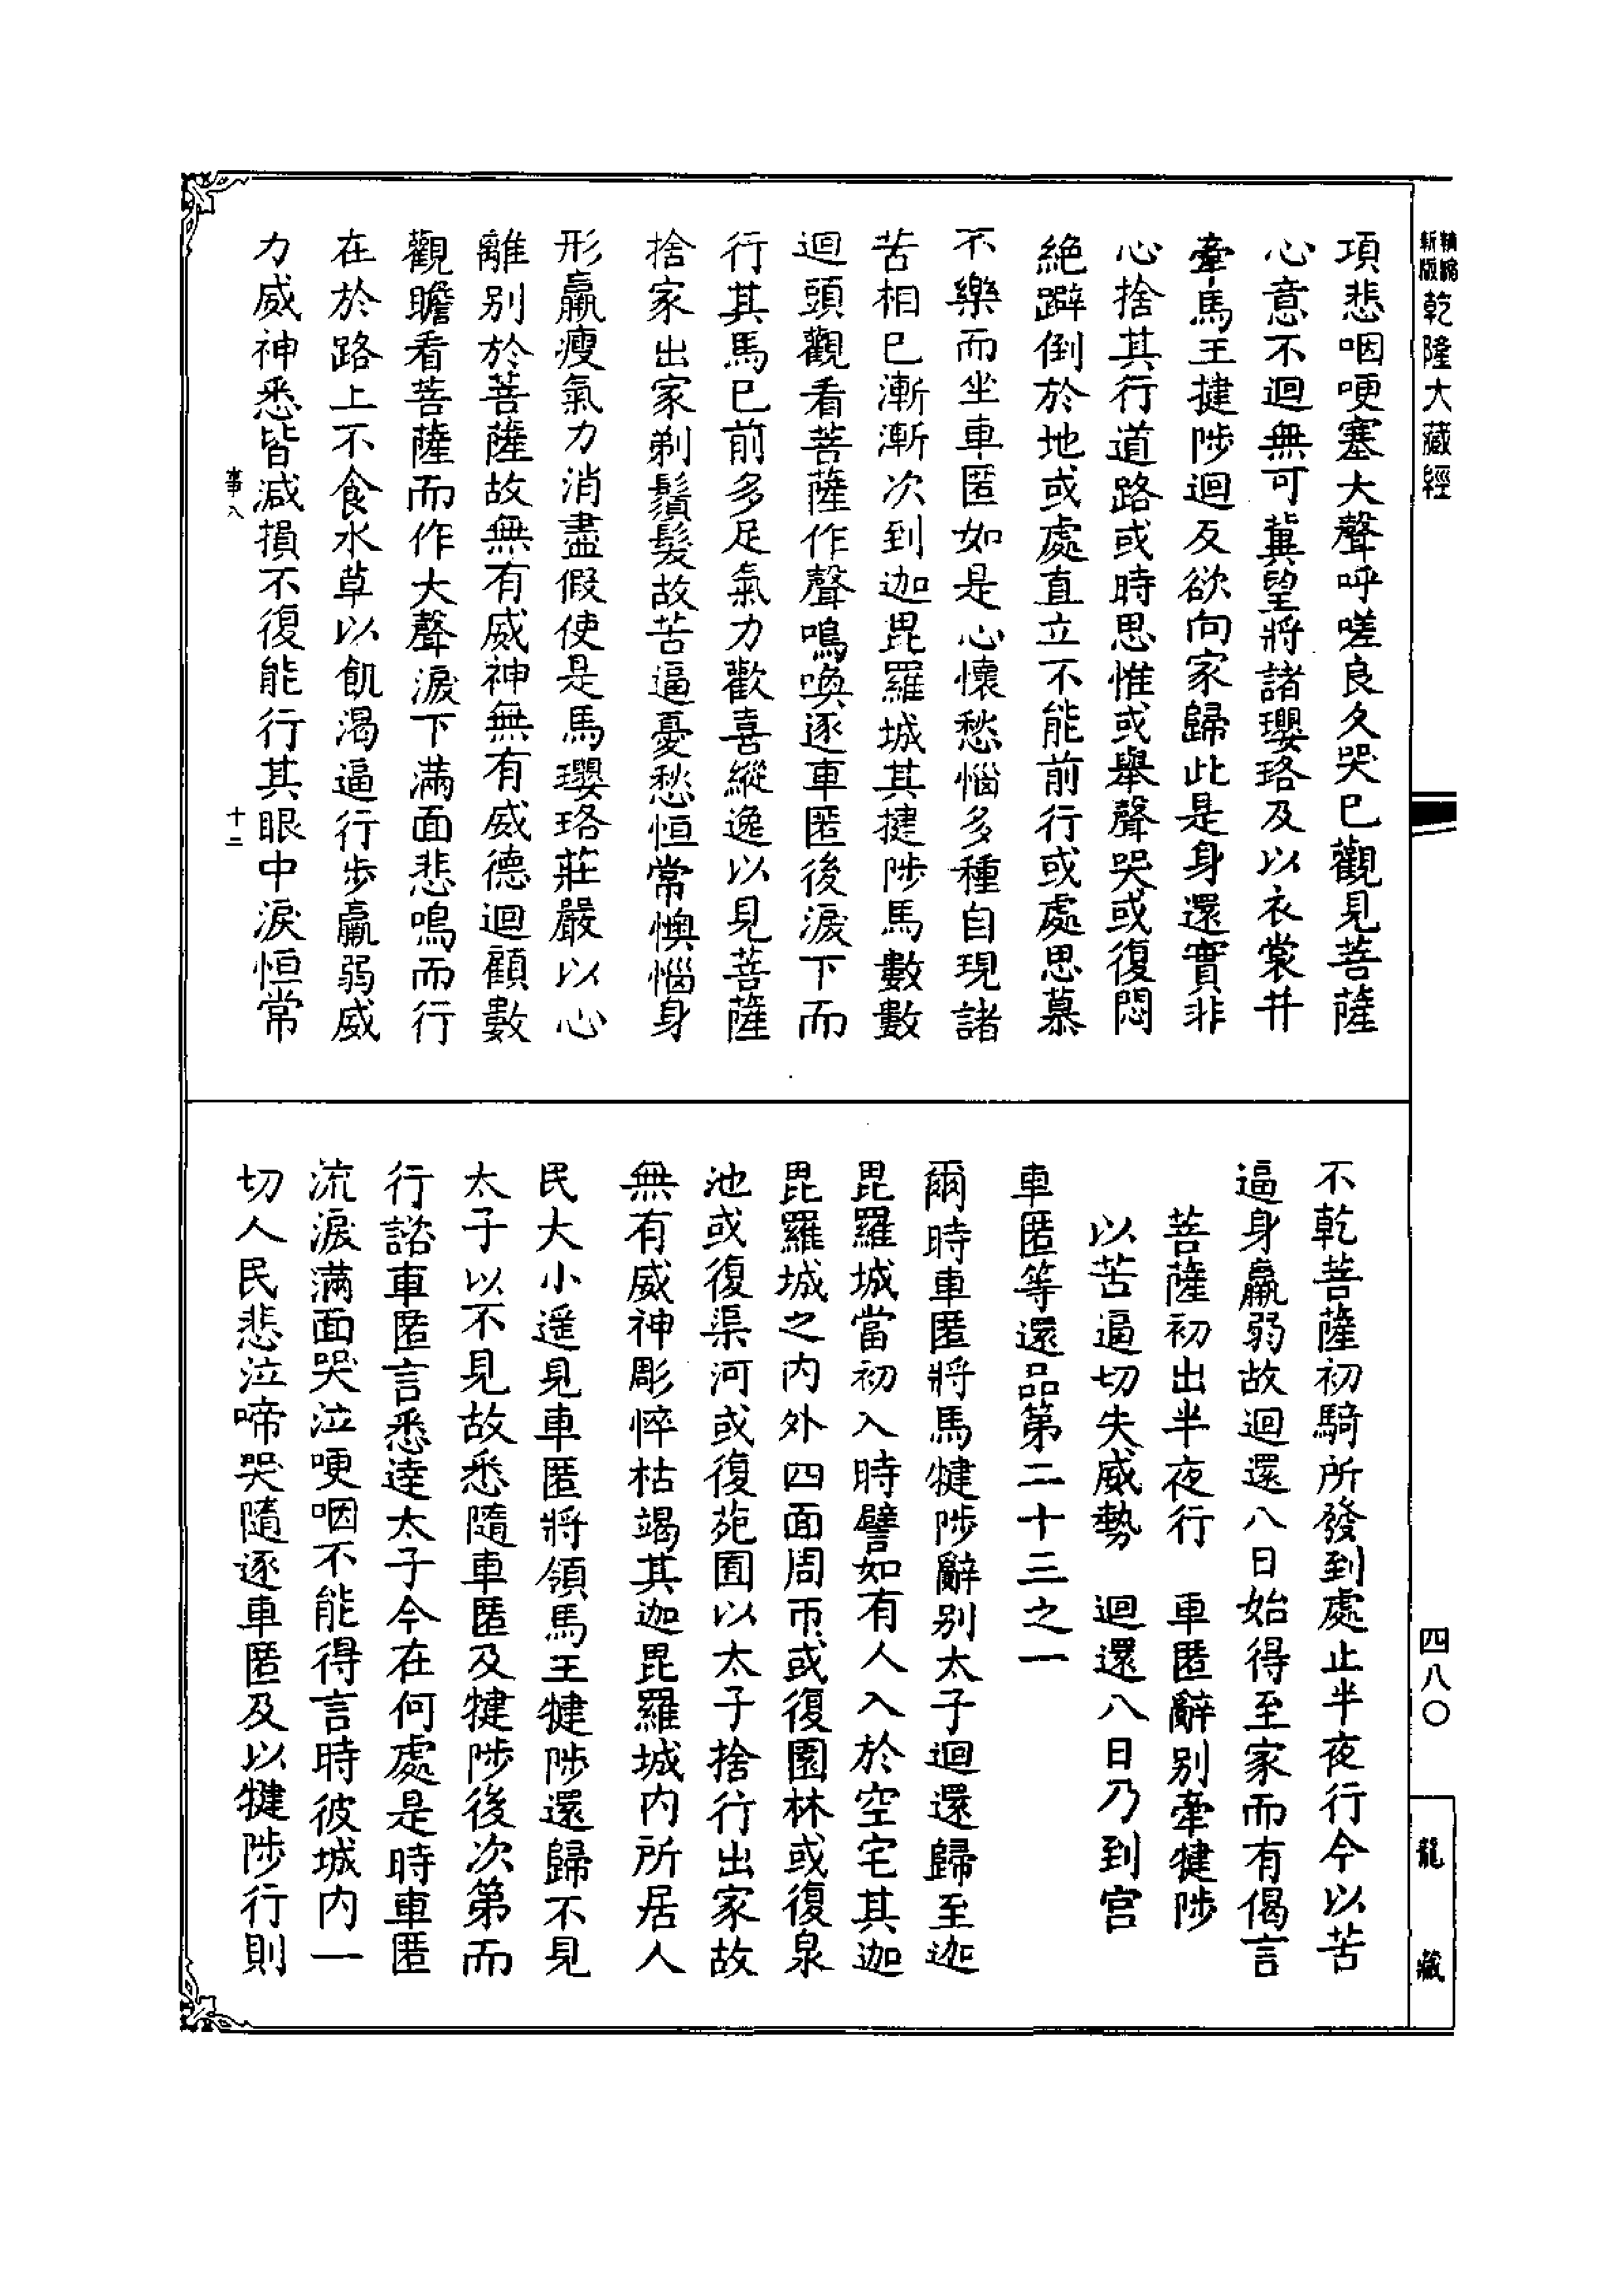 乾隆大藏經
項悲咽哽塞大聲呼嗟良久哭已觀見菩薩
心意不迴無可冀望將諸瓔珞及以衣裳并
牽馬王揵陟迴反欲向家歸此是身還實非
心捨其行道路或時思惟或舉聲哭或復悶
絕躃倒於地或處直立不能前行或處思慕
不樂而坐車匿如是心懷愁惱多種自現諸
苦相已漸漸次到迦毘羅城其揵陟馬數數
迴頭觀看菩薩作聲鳴喚逐車匿後淚下而
行其馬已前多足氣力歡喜縱逸以見菩薩
捨家出家剃鬚髮故苦逼憂愁恒常懊惱身
形羸瘦氣力消盡假使是馬瓔珞莊嚴以心
離別於菩薩故無有威神無有威德迴顧數
觀瞻看菩薩而作大聲淚下滿面悲鳴而行
在於路上不食水草以飢渴逼行步羸弱威
力威神悉皆減損不復能行其眼中淚恒常
事八
十二
不乾菩薩初騎所發到處止半夜行今以苦
逼身羸弱故迴還八日始得至家而有偈言
菩薩初出半夜行　車匿辭別牽犍陟
以苦逼切失威勢　迴還八日乃到宮
車匿等還品第二十三之一
爾時車匿將馬犍陟辭別太子迴還歸至迦
毘羅城當初入時譬如有人入於空宅其迦
毘羅城之內外四面周帀或復園林或復泉
池或復渠河或復苑囿以太子捨行出家故
無有威神彫悴枯竭其迦毘羅城內所居人
民大小遥見車匿將領馬王犍陟還歸不見
太子以不見故悉隨車匿及犍陟後次第而
行諮車匿言悉達太子今在何處是時車匿
流淚滿面哭泣哽咽不能得言時彼城內一
切人民悲泣啼哭隨逐車匿及以犍陟行則
四八〇
龍藏